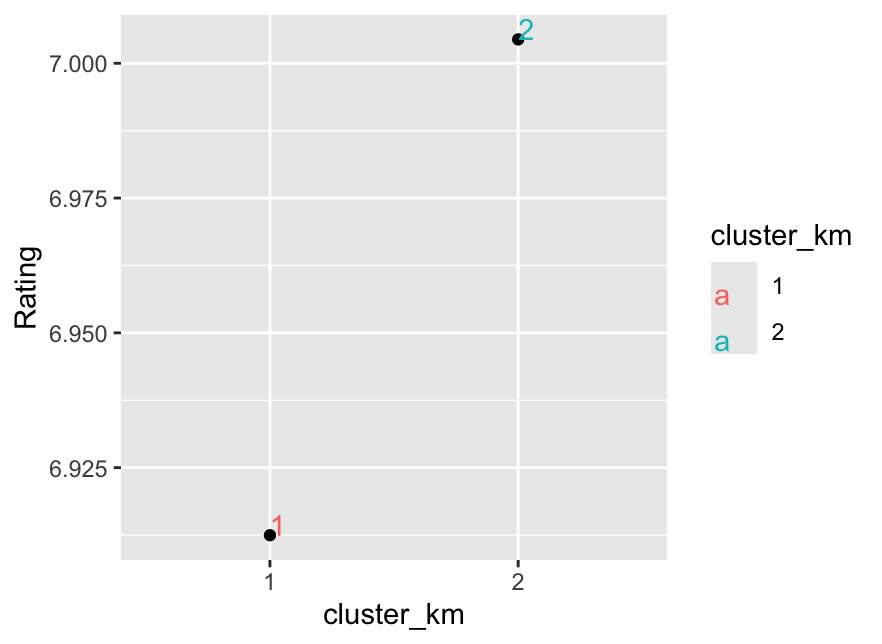 2
7.000
6.975
6.950
6.925
Rating
1
1 2
cluster_km
cluster_km
a 1
a 2